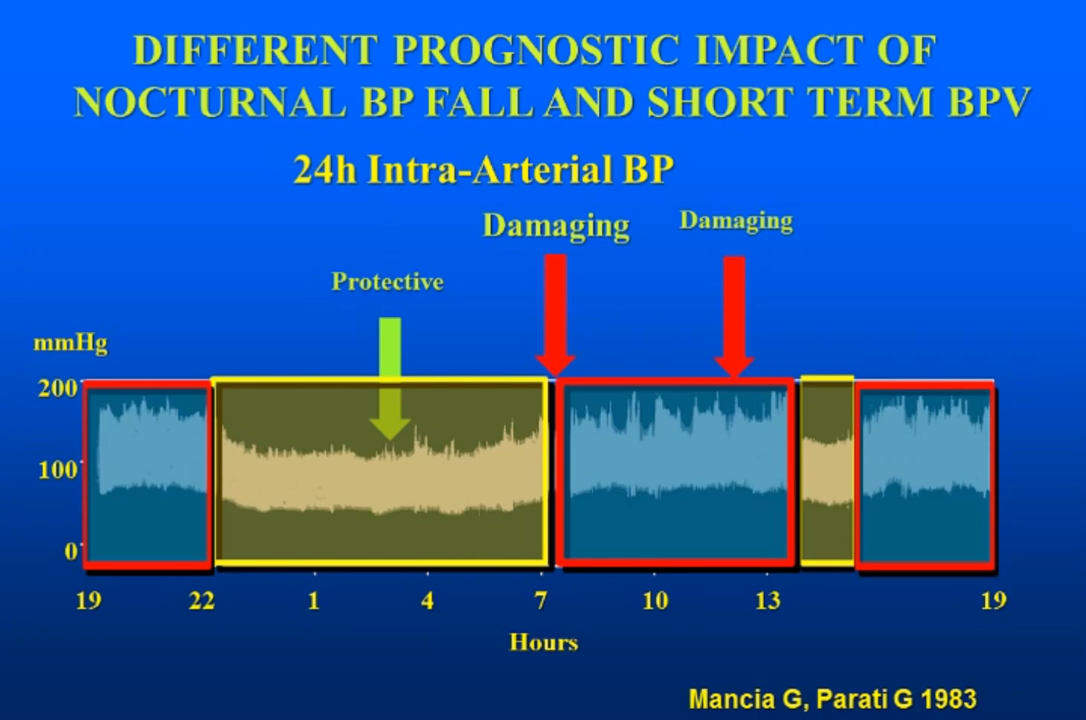 DIFFERENT PROGNOSTIC IMPACT OF
NOCTURNAL BP FALL AND SHORT TERM BPV
24h Intra-Arterial BP
Damaging
Damaging
Protective
mmHg
200
100
0
19 22 1 4 7 10 13 19
Hours
Mancia G, Parati G 1983